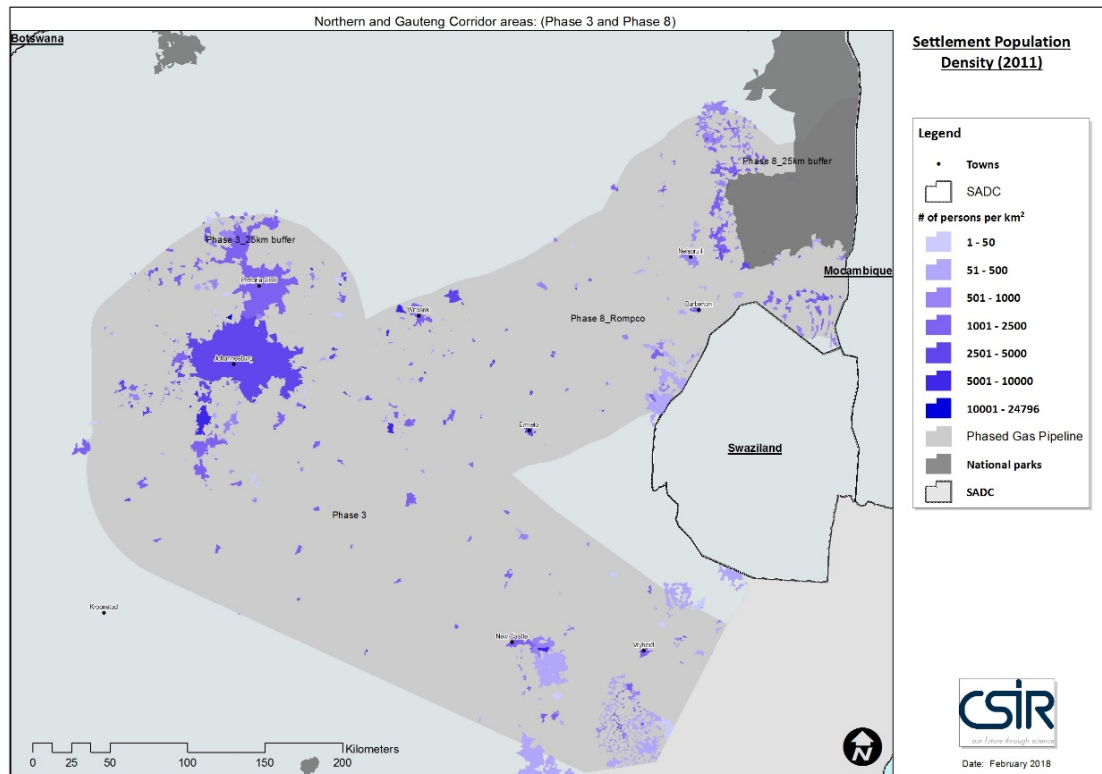 Northern and Gauteng Corridor areas: (Phase 3 and Phase 8)
Botswana
Settlement Population
Density (2011)
Legend
Towns
SADC
# of persons per km²
1 - 50
51 - 500
501 - 1000
1001 - 2500
2501 - 5000
5001 - 10000
10001 - 24796
Phased Gas Pipeline
National parks
SADC
Phase 8_25km buffer
Phase 3_25km buffer
Nelspruit
Mocambique
Barberton
Witbank
Phase 8_Rompco
Johannesburg
Ermelo
Swaziland
Phase 3
Kroonstad
New Castle
Vryheid
0 50 100 150 200
Kilometers
N
CSIR
our future through science
Date: February 2018